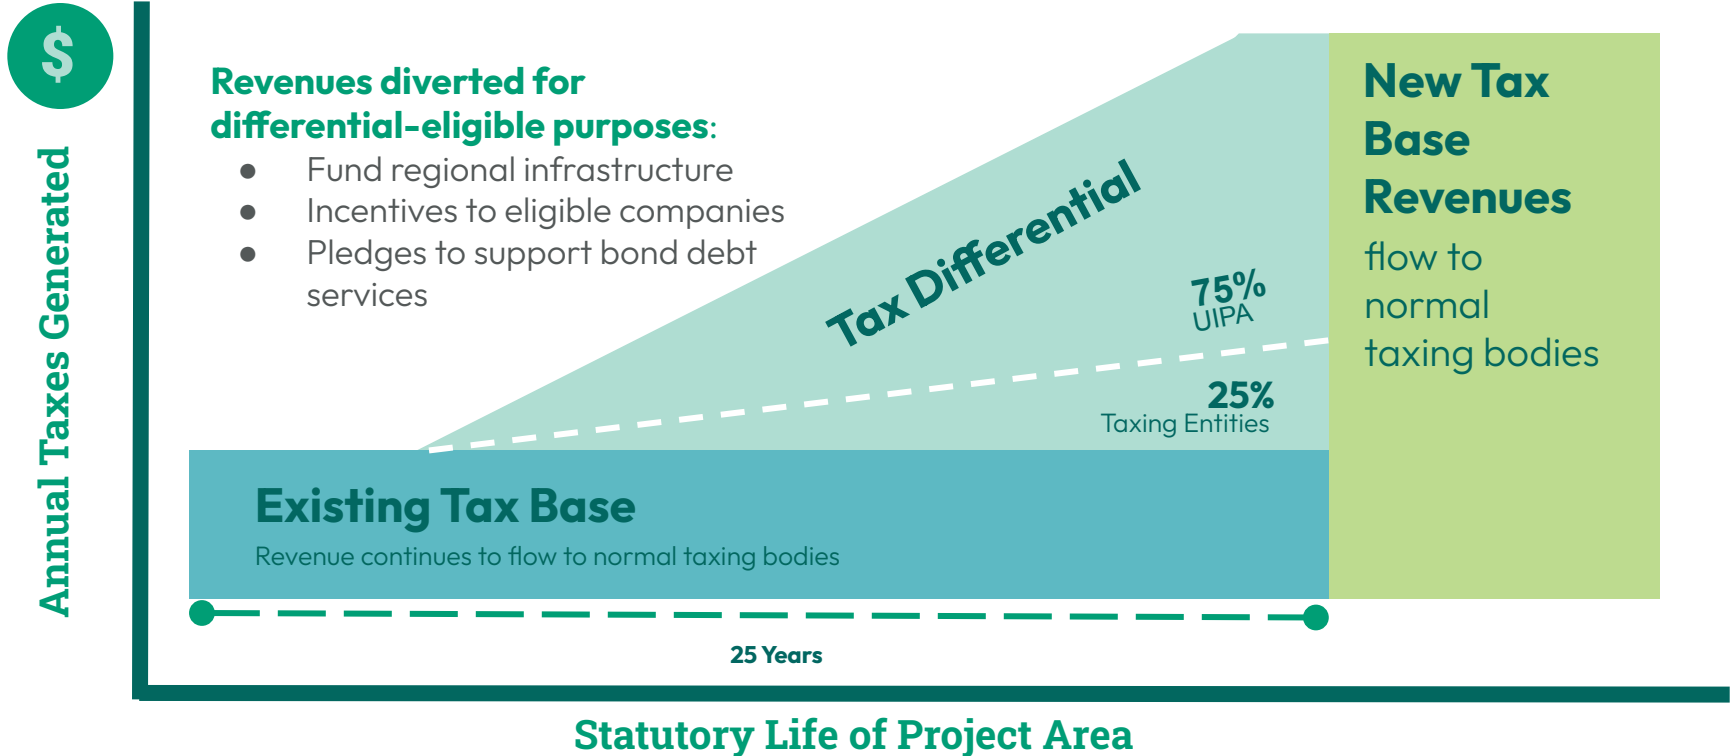 $
Annual Taxes Generated
Revenues diverted for
differential-eligible purposes:
● Fund regional infrastructure
● Incentives to eligible companies
● Pledges to support bond debt
services
Tax Differential
75%
UIPA
25%
Taxing Entities
New Tax
Base
Revenues
flow to
normal
taxing bodies
Existing Tax Base
Revenue continues to flow to normal taxing bodies
25 Years
Statutory Life of Project Area